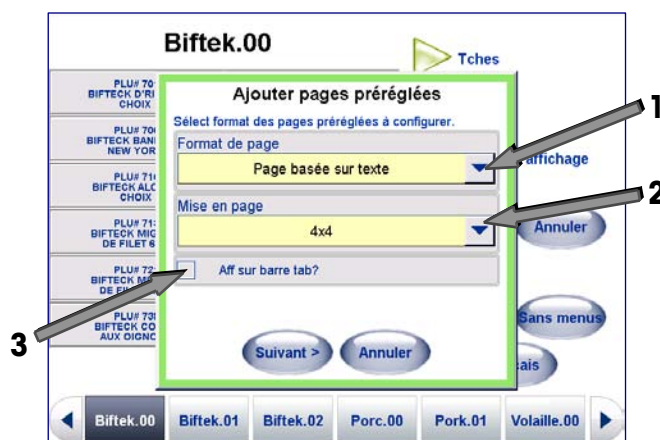 Biftek.00
Tches
PLU# 70
BIFTECK D'RI
CHOIX
PLU# 70
BIFTECK BAN
NEW YOR
PLU# 71
BIFTECK ALC
CHOIX
PLU# 71
BIFTECK MIG
DE FILET 6
PLU# 72
BIFTECK M
DE FI
PLU# 73
BIFTECK CO
AUX OIGNO
Ajouter pages préréglées
Sélect format des pages préréglées à configurer.
Format de page
Page basée sur texte
Mise en page
4x4
Aff sur barre tab?
Suivant >
Annuler
1
affichage
2
Annuler
3
Sans menus
ais
Biftek.00
Biftek.01
Biftek.02
Porc.00
Pork.01
Volaille.00